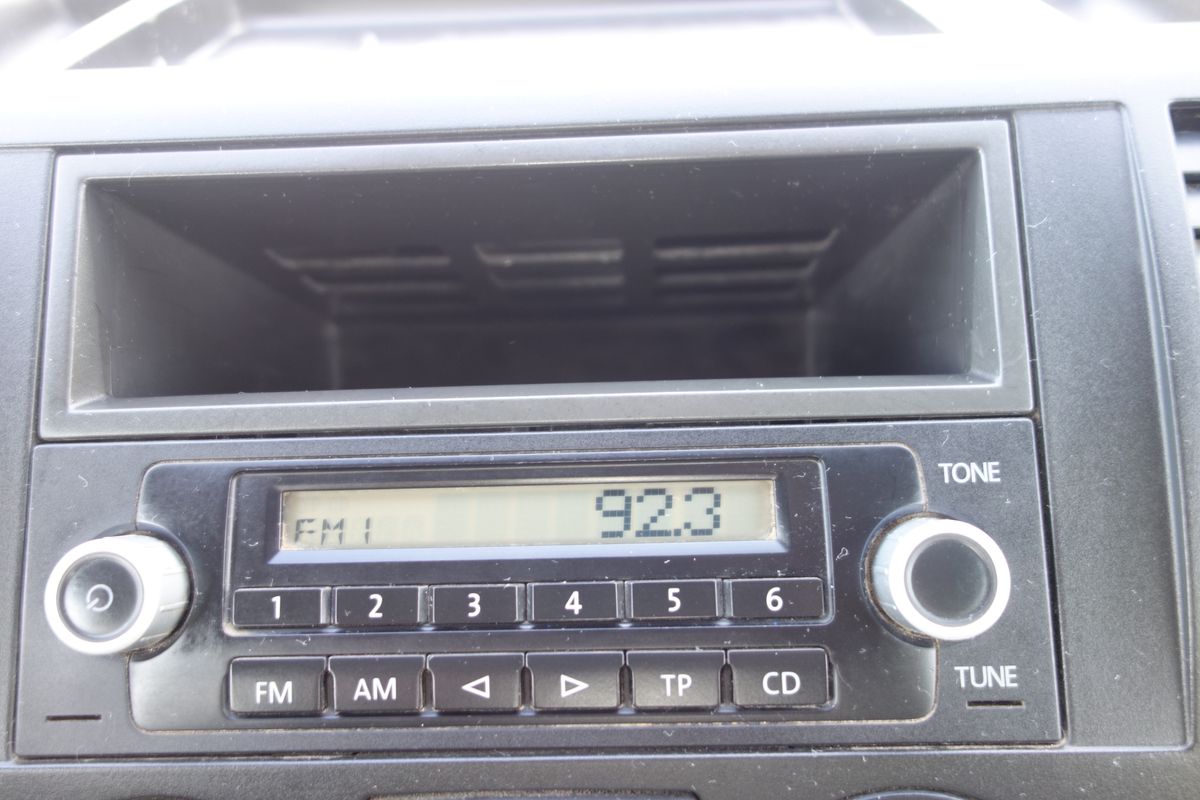 TONE
FM1 92.3
1 2 3 4 5 6
FM AM TP CD
TUNE